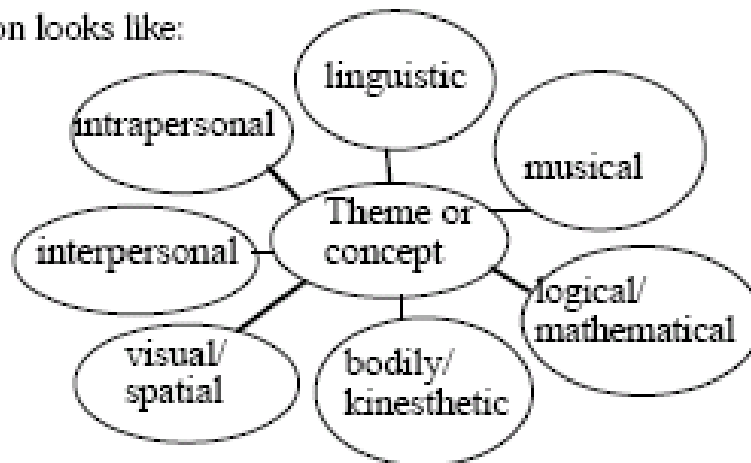 on looks like:
linguistic
intrapersonal
musical
Theme or
concept
interpersonal
logical/
mathematical
visual/
spatial
bodily/
kinesthetic